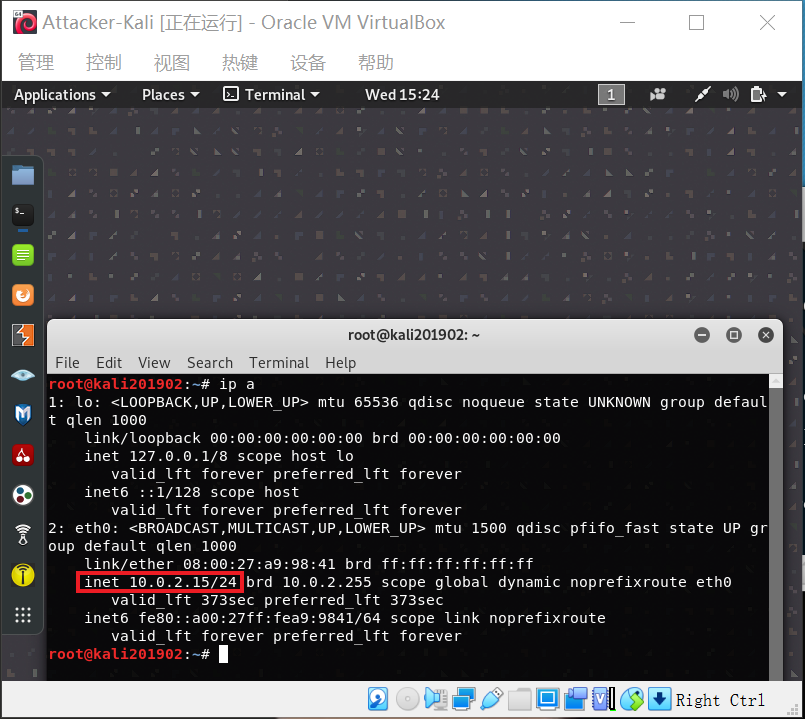 Attacker-Kali [正在运行] - Oracle VM VirtualBox
管理 控制 视图 热键 设备 帮助
Applications Places Terminal Wed 15:24 1
root@kali201902: ~
File Edit View Search Terminal Help
root@kali201902:~# ip a
1: lo: <LOOPBACK,UP,LOWER_UP> mtu 65536 qdisc noqueue state UNKNOWN group defaul
t qlen 1000
link/loopback 00:00:00:00:00:00 brd 00:00:00:00:00:00
inet 127.0.0.1/8 scope host lo
valid_lft forever preferred_lft forever
inet6 ::1/128 scope host
valid_lft forever preferred_lft forever
2: eth0: <BROADCAST,MULTICAST,UP,LOWER_UP> mtu 1500 qdisc pfifo_fast state UP gr
oup default qlen 1000
link/ether 08:00:27:a9:98:41 brd ff:ff:ff:ff:ff:ff
inet 10.0.2.15/24 brd 10.0.2.255 scope global dynamic noprefixroute eth0
valid_lft 373sec preferred_lft 373sec
inet6 fe80::a00:27ff:fea9:9841/64 scope link noprefixroute
valid_lft forever preferred_lft forever
root@kali201902:~#
Right Ctrl